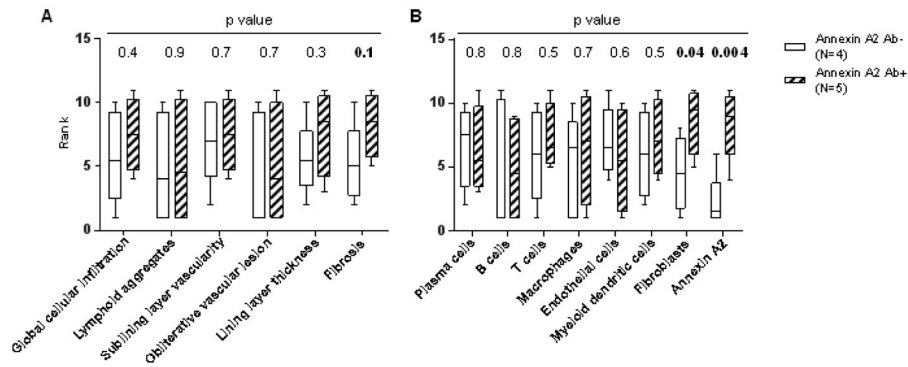 A
p value
0.4 0.9 0.7 0.7 0.3 0.1
Rank
15
10
5
0
Global cellular infiltration
Lymphoid aggregates
Sublining layer vascularity
Obliterative vascular lesion
Lining layer thickness
Fibrosis
B
p value
0.8 0.8 0.5 0.7 0.6 0.5 0.04 0.004
15
10
5
0
Plasma cells
B cells
T cells
Macrophages
Endothelial cells
Myeloid dendritic cells
Fibroblasts
Annexin A2
Annexin A2 Ab-
(N=4)
Annexin A2 Ab+
(N=5)